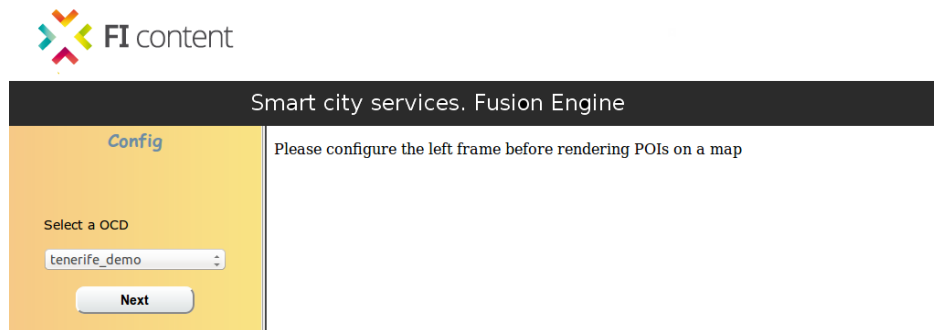 FI content
Smart city services. Fusion Engine
Config
Please configure the left frame before rendering POIs on a map
Select a OCD
tenerife_demo
Next